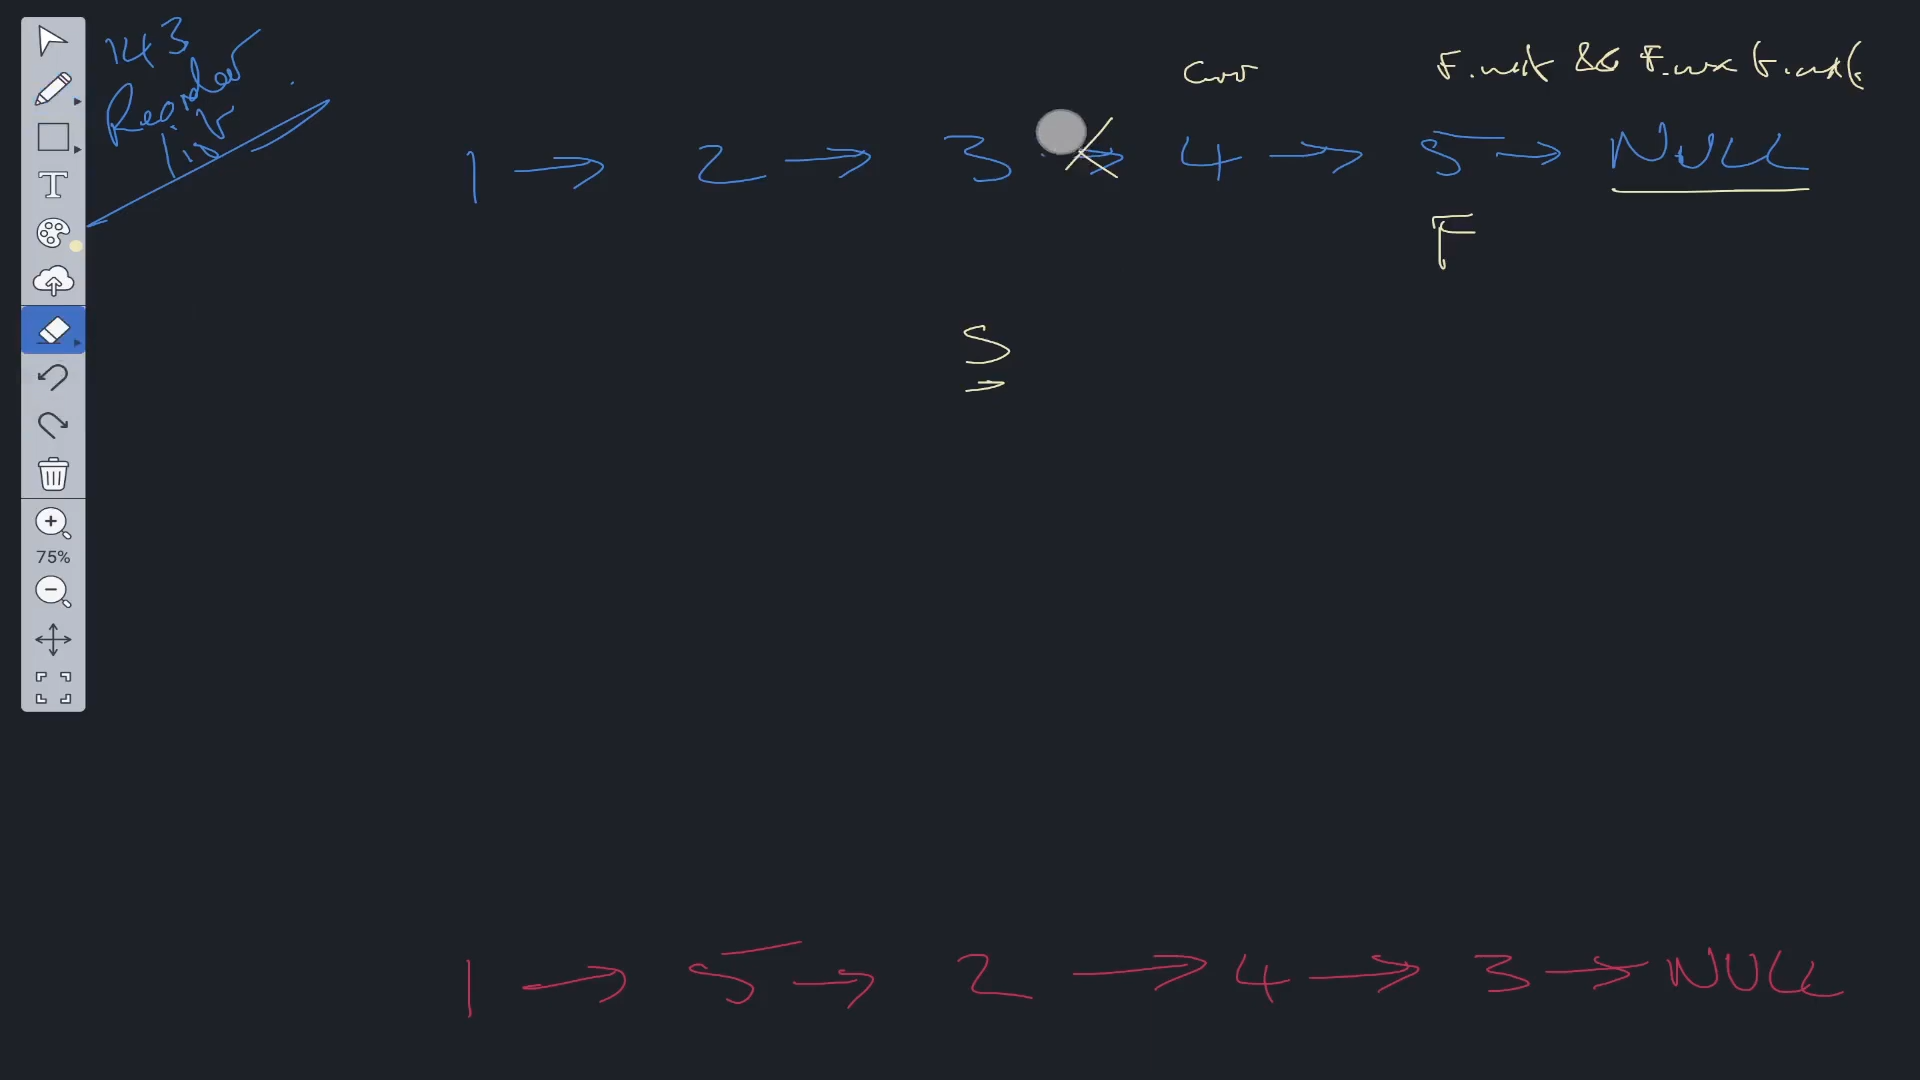 143
Reorder
list
curr
F.next && F.next.next
1 → 2 → 3 → 4 → 5 → NULL
F
S
75%
1 → 5 → 2 → 4 → 3 → NULL